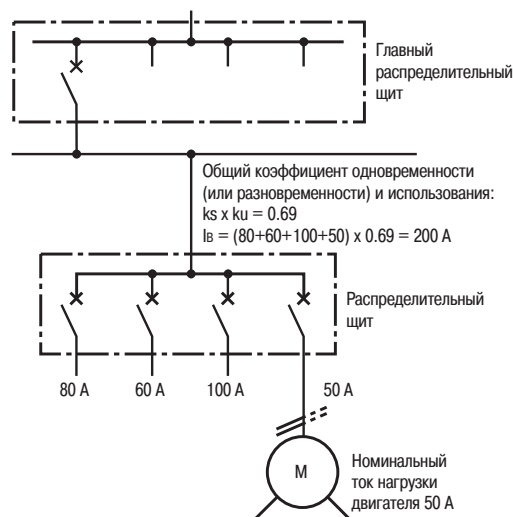 Главный
распределительный
щит
Общий коэффициент одновременности
(или разновременности) и использования:
ks x ku = 0.69
IB = (80+60+100+50) x 0.69 = 200 A
Распределительный
щит
80 A
60 A
100 A
50 A
M
Номинальный
ток нагрузки
двигателя 50 А